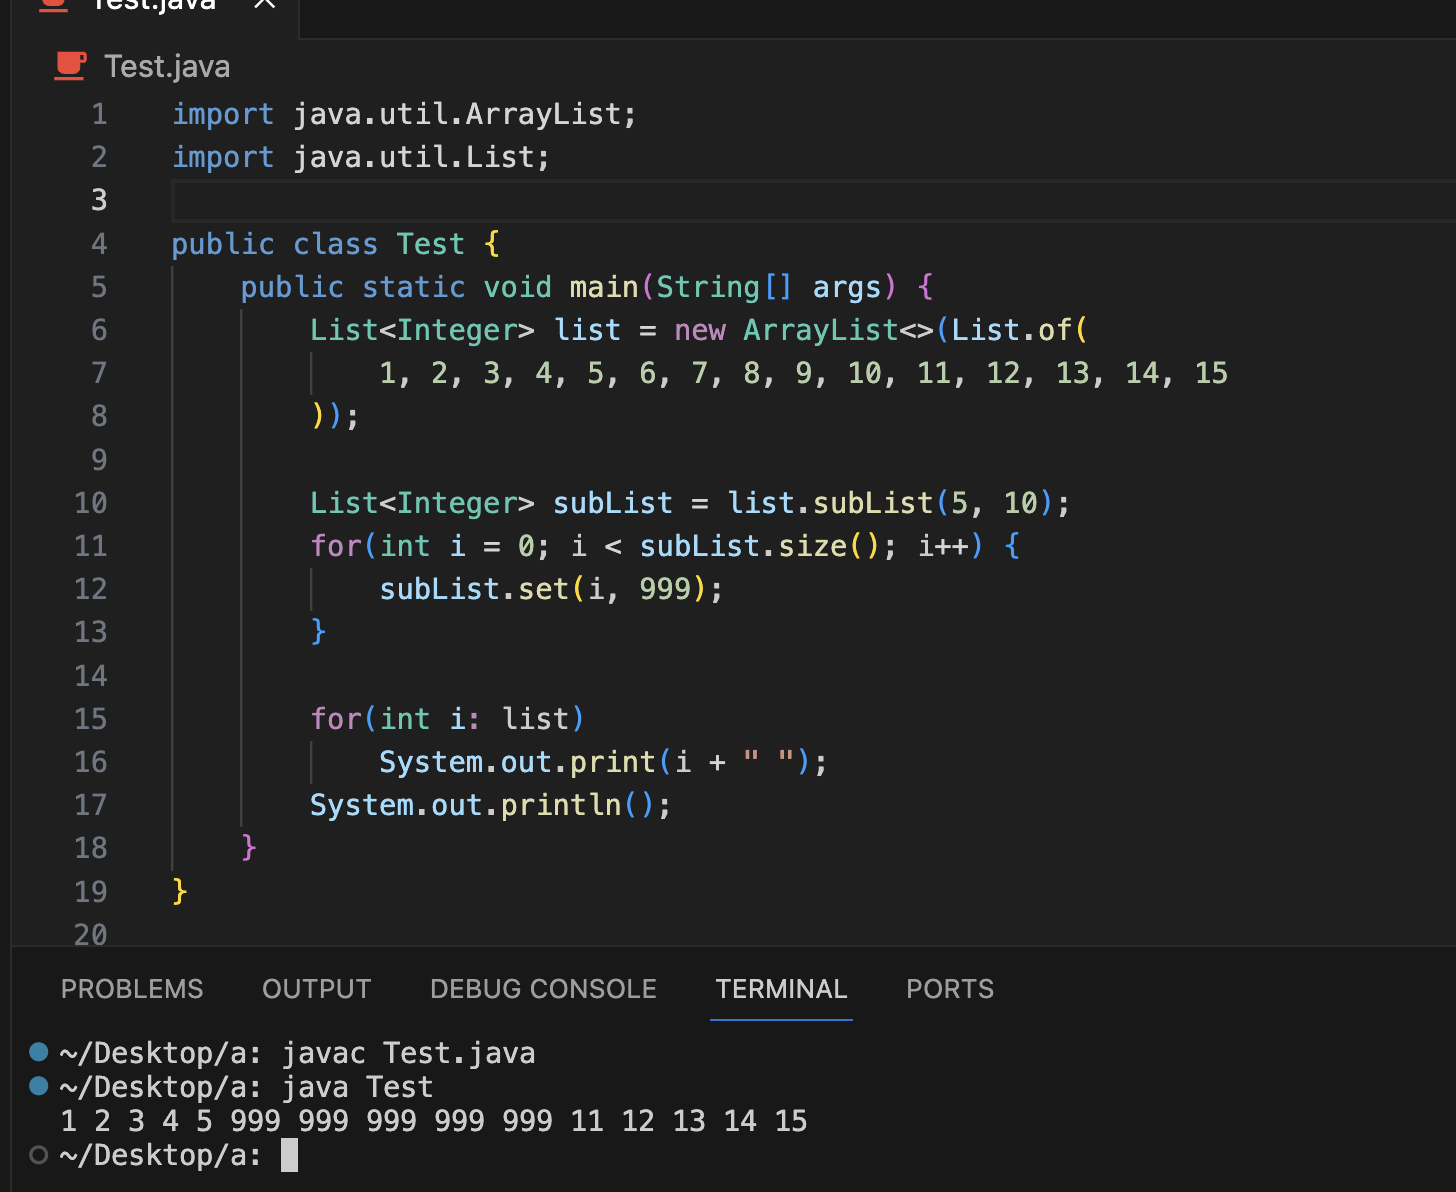 Test.java
Test.java
1 import java.util.ArrayList;
2 import java.util.List;
3
4 public class Test {
5     public static void main(String[] args) {
6         List<Integer> list = new ArrayList<>(List.of(
7             1, 2, 3, 4, 5, 6, 7, 8, 9, 10, 11, 12, 13, 14, 15
8         ));
9
10         List<Integer> subList = list.subList(5, 10);
11         for(int i = 0; i < subList.size(); i++) {
12             subList.set(i, 999);
13         }
14
15         for(int i: list)
16             System.out.print(i + " ");
17         System.out.println();
18     }
19 }
20
PROBLEMS OUTPUT DEBUG CONSOLE TERMINAL PORTS
~/Desktop/a: javac Test.java
~/Desktop/a: java Test
1 2 3 4 5 999 999 999 999 999 11 12 13 14 15
~/Desktop/a: